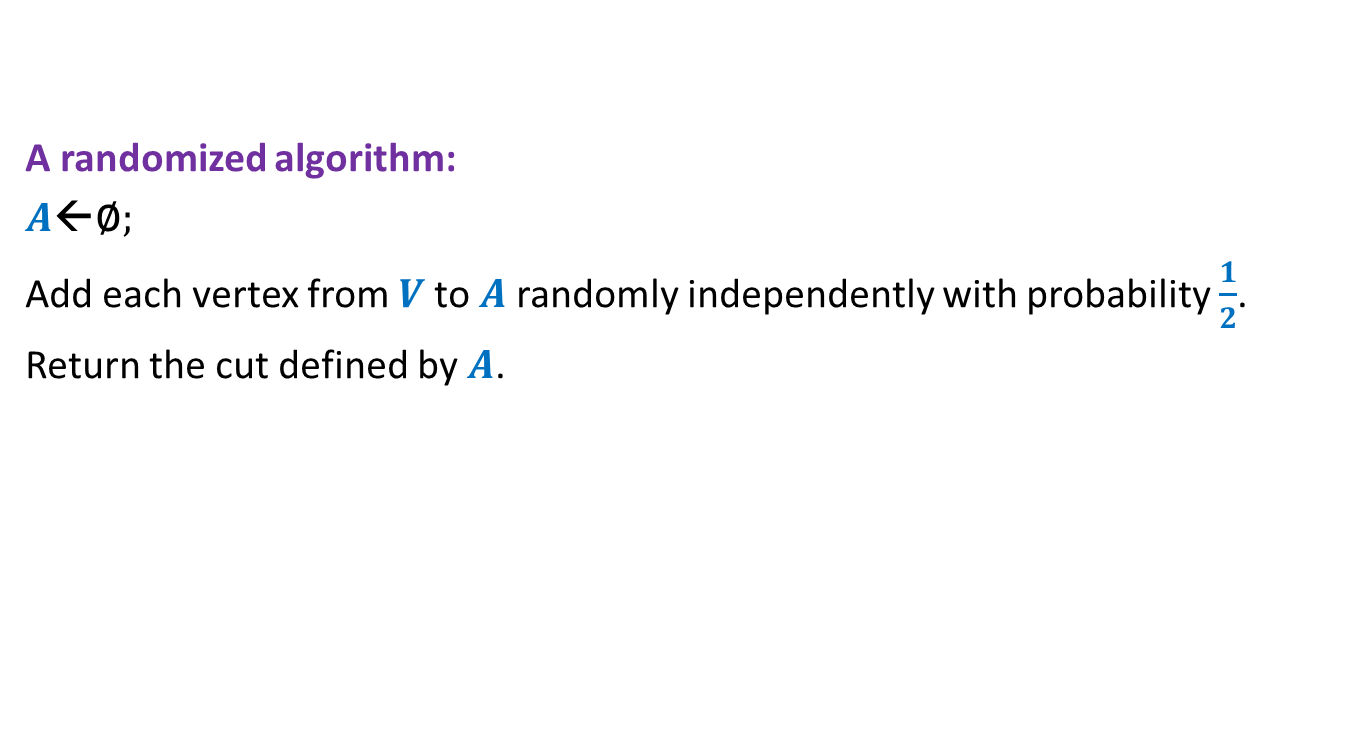 A randomized algorithm:
A←∅;
Add each vertex from V to A randomly independently with probability 1/2.
Return the cut defined by A.